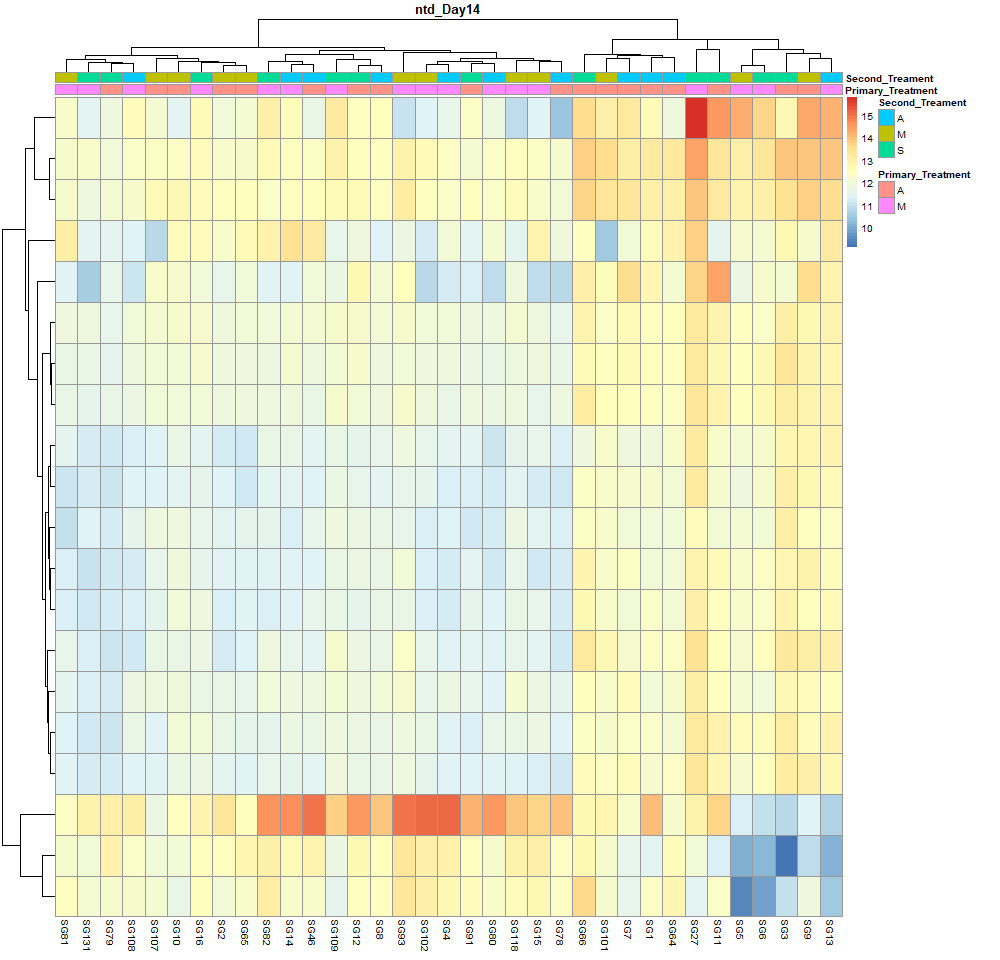 ntd_Day14
Second_Treament
Primary_Treatment
Second_Treament
A
M
S
Primary_Treatment
A
M
15
14
13
12
11
10
SG81
SG131
SG79
SG108
SG107
SG10
SG16
SG2
SG65
SG82
SG14
SG46
SG109
SG12
SG8
SG93
SG102
SG4
SG91
SG80
SG118
SG15
SG78
SG66
SG101
SG7
SG1
SG64
SG27
SG11
SG5
SG6
SG3
SG9
SG13